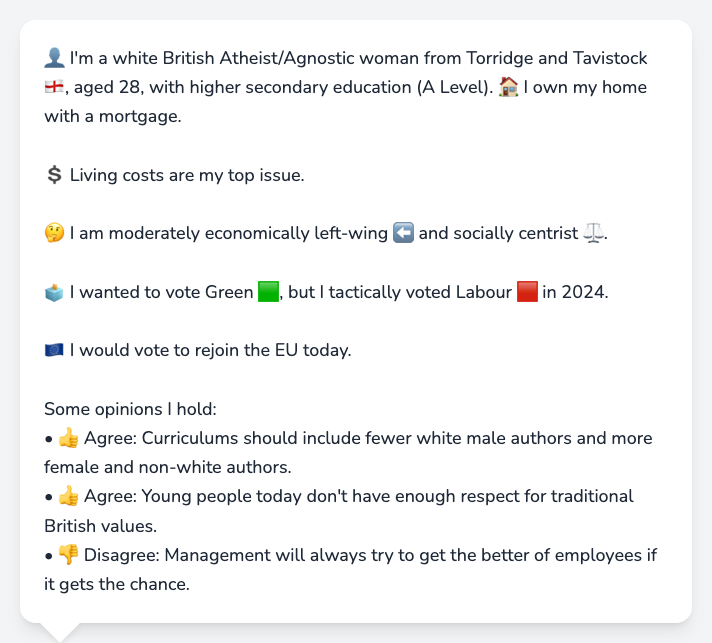 👤 I'm a white British Atheist/Agnostic woman from Torridge and Tavistock
🏴󠁧󠁢󠁥󠁮󠁧󠁿, aged 28, with higher secondary education (A Level). 🏠 I own my home
with a mortgage.
💲 Living costs are my top issue.
🤔 I am moderately economically left-wing ⬅️ and socially centrist ⚖️.
🗳️ I wanted to vote Green 🟩, but I tactically voted Labour 🟥 in 2024.
🇪🇺 I would vote to rejoin the EU today.
Some opinions I hold:
• 👍 Agree: Curriculums should include fewer white male authors and more
female and non-white authors.
• 👍 Agree: Young people today don't have enough respect for traditional
British values.
• 👎 Disagree: Management will always try to get the better of employees if
it gets the chance.